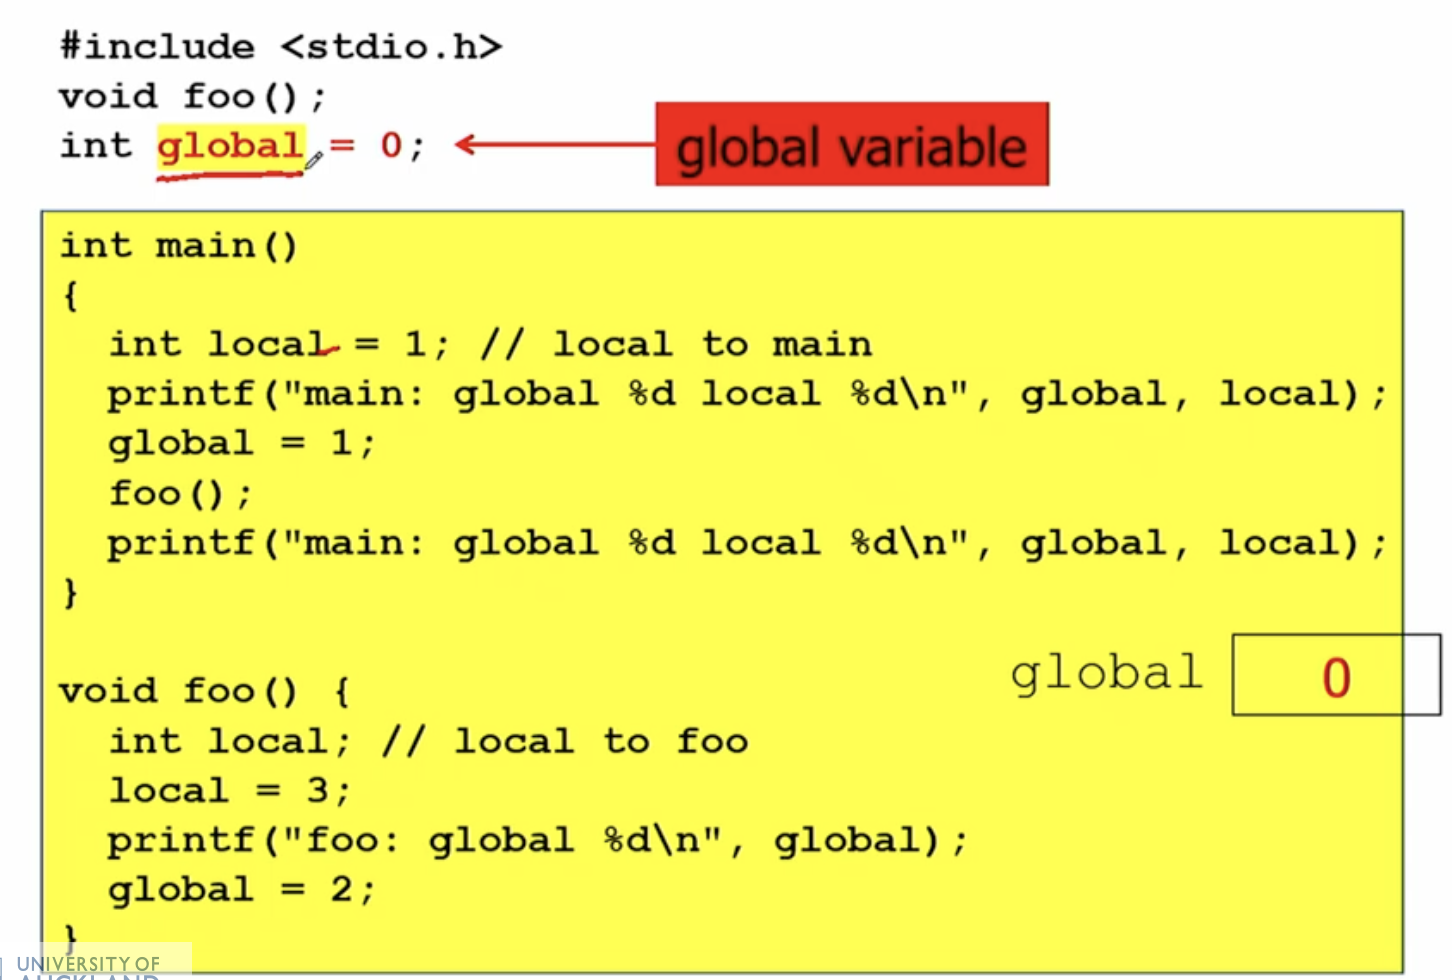 #include <stdio.h>
void foo();
int global = 0;
global variable
int main()
{
int local = 1; // local to main
printf("main: global %d local %d\n", global, local);
global = 1;
foo();
printf("main: global %d local %d\n", global, local);
}
global 0
void foo() {
int local; // local to foo
local = 3;
printf("foo: global %d\n", global);
global = 2;
}
UNIVERSITY OF
AUCKLAND